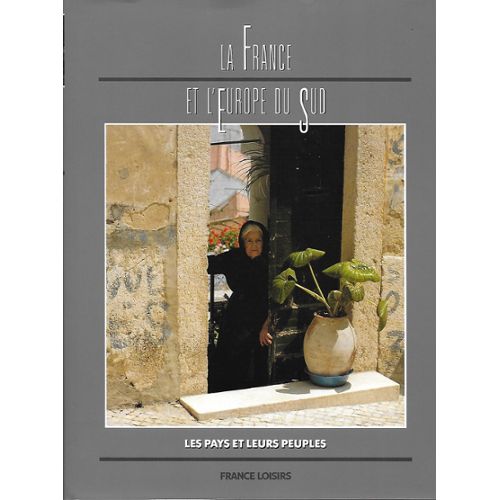 LA FRANCE
ET L'EUROPE DU SUD
LES PAYS ET LEURS PEUPLES
FRANCE LOISIRS